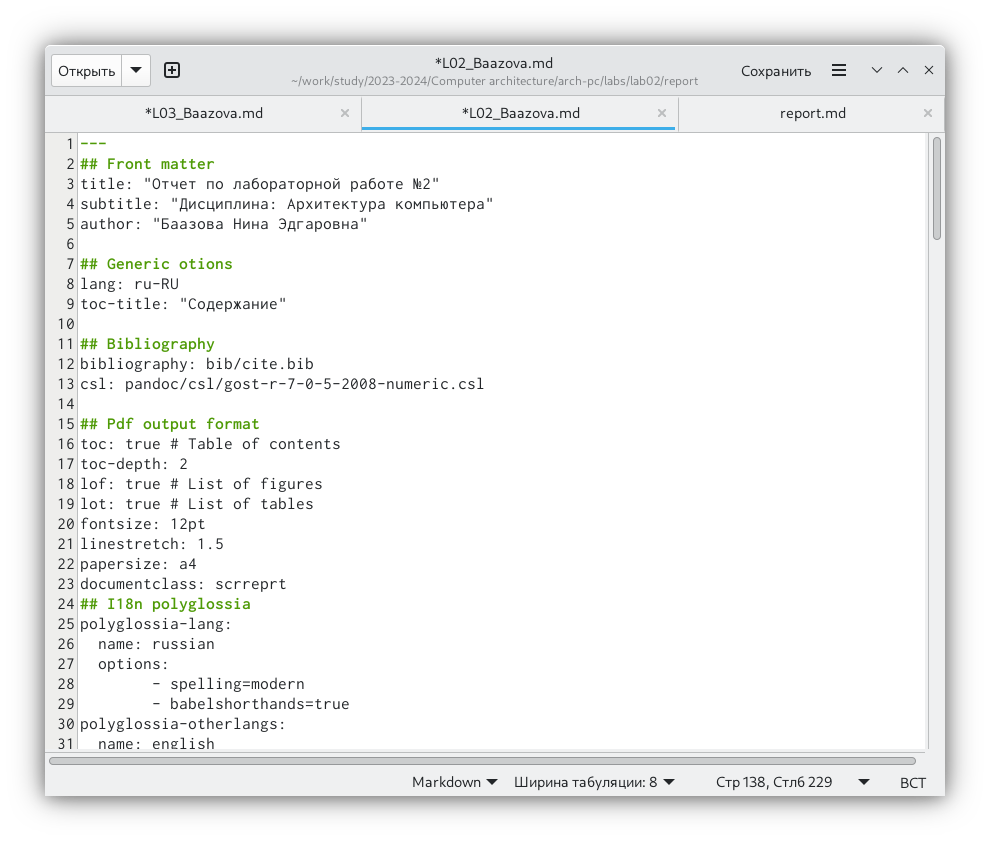 Открыть
*L02_Baazova.md
~/work/study/2023-2024/Computer architecture/arch-pc/labs/lab02/report
Сохранить
*L03_Baazova.md
*L02_Baazova.md
report.md
1 ---
2 ## Front matter
3 title: "Отчет по лабораторной работе №2"
4 subtitle: "Дисциплина: Архитектура компьютера"
5 author: "Баазова Нина Эдгаровна"
6
7 ## Generic otions
8 lang: ru-RU
9 toc-title: "Содержание"
10
11 ## Bibliography
12 bibliography: bib/cite.bib
13 csl: pandoc/csl/gost-r-7-0-5-2008-numeric.csl
14
15 ## Pdf output format
16 toc: true # Table of contents
17 toc-depth: 2
18 lof: true # List of figures
19 lot: true # List of tables
20 fontsize: 12pt
21 linestretch: 1.5
22 papersize: a4
23 documentclass: scrreprt
24 ## I18n polyglossia
25 polyglossia-lang:
26   name: russian
27   options:
28         - spelling=modern
29         - babelshorthands=true
30 polyglossia-otherlangs:
31   name: english
Markdown
Ширина табуляции: 8
Стр 138, Стлб 229
ВСТ